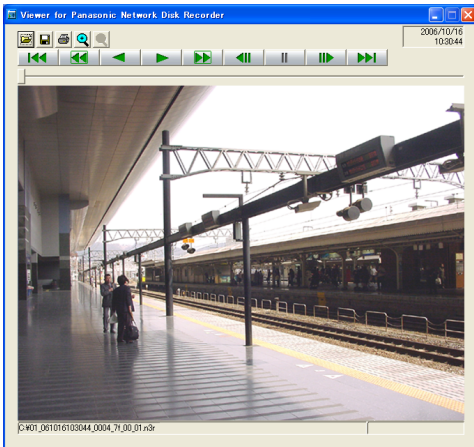 Viewer for Panasonic Network Disk Recorder
2006/10/16
10:30:44
C:¥01_061016103044_0004_7f_00_01.n3r